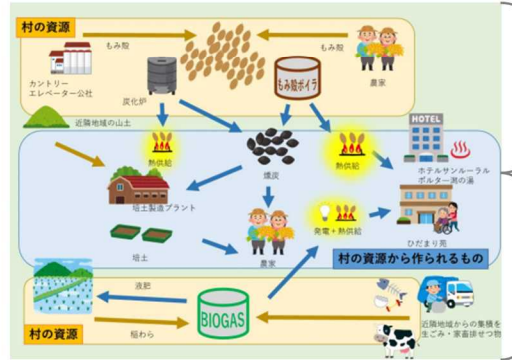 村の資源
もみ殻
もみ殻
カントリー
エレベーター公社
炭化炉
もみ殻ボイラ
農家
近隣地域の山土
熱供給
燻炭
熱供給
HOTEL
ホテルサンルーラル
ポルダー潟の湯
培土製造プラント
発電+熱供給
ひだまり苑
培土
農家
村の資源から作られるもの
液肥
BIOGAS
稲わら
村の資源
近隣地域からの集積を
生ごみ・家畜排せつ物